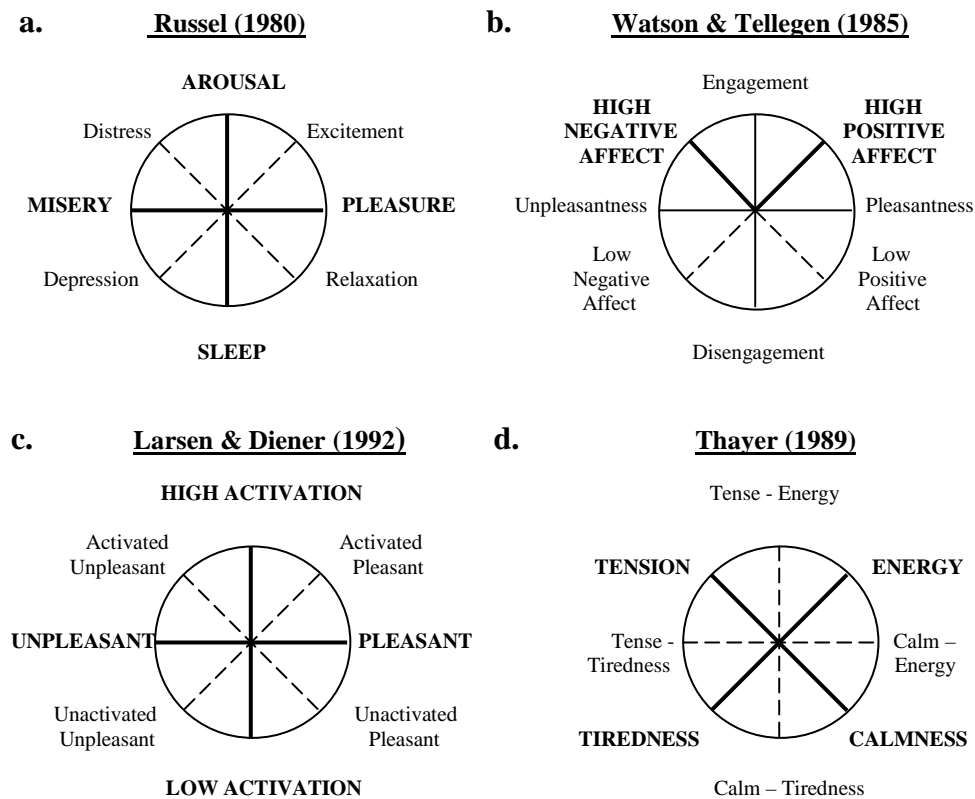 a. Russel (1980)
AROUSAL
Distress
Excitement
MISERY
PLEASURE
Depression
Relaxation
SLEEP
b. Watson & Tellegen (1985)
Engagement
HIGH
NEGATIVE
AFFECT
HIGH
POSITIVE
AFFECT
Unpleasantness
Pleasantness
Low
Negative
Affect
Low
Positive
Affect
Disengagement
c. Larsen & Diener (1992)
HIGH ACTIVATION
Activated
Unpleasant
Activated
Pleasant
UNPLEASANT
PLEASANT
Unactivated
Unpleasant
Unactivated
Pleasant
LOW ACTIVATION
d. Thayer (1989)
Tense - Energy
TENSION
ENERGY
Tense -
Tiredness
Calm –
Energy
TIREDNESS
CALMNESS
Calm – Tiredness